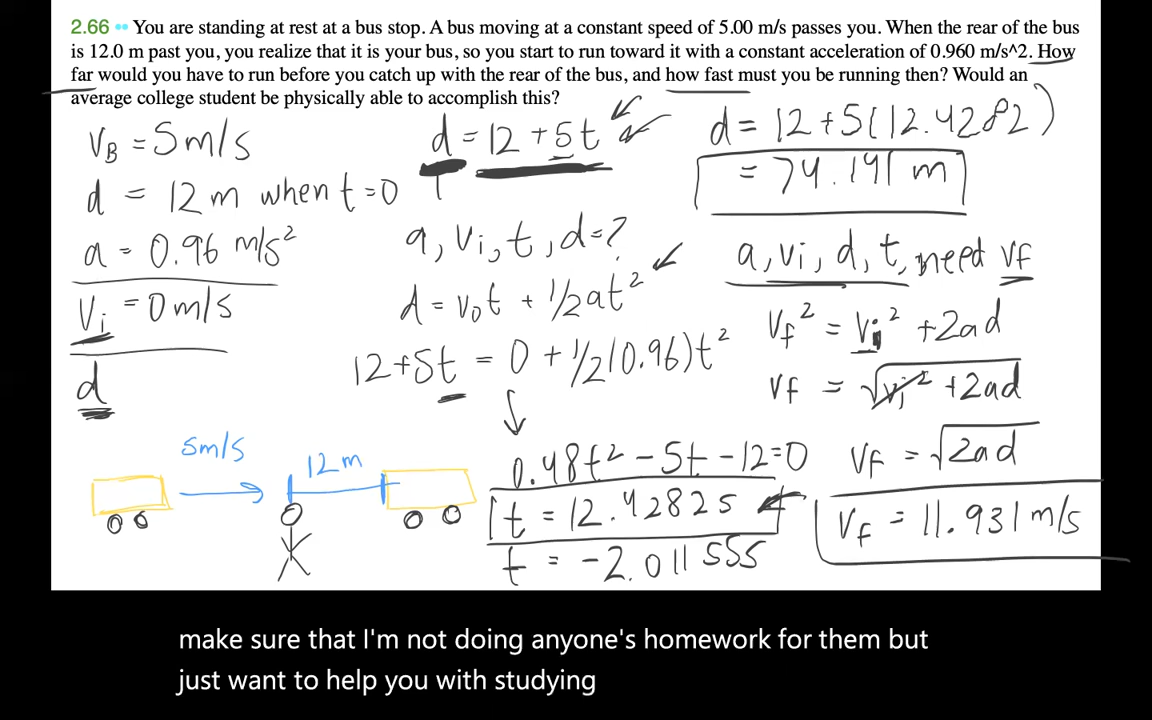 2.66 •• You are standing at rest at a bus stop. A bus moving at a constant speed of 5.00 m/s passes you. When the rear of the bus
is 12.0 m past you, you realize that it is your bus, so you start to run toward it with a constant acceleration of 0.960 m/s^2. How
far would you have to run before you catch up with the rear of the bus, and how fast must you be running then? Would an
average college student be physically able to accomplish this?
VB = 5m/s
d = 12m when t=0
a = 0.96 m/s²
Vi = 0m/s
d
d = 12 + 5t
a, Vi, t, d=?
d = V₀t + 1/2at²
12+5t = 0 + 1/2(0.96)t²
0.48t² - 5t - 12=0
t = 12.4282s
t = -2.01155s
d = 12 + 5(12.4282)
= 74.141 m
a, vi, d, t, need vf
Vf² = Vi² + 2ad
Vf = √vi² + 2ad
Vf = √2ad
Vf = 11.931 m/s
5m/s
12m
make sure that I'm not doing anyone's homework for them but
just want to help you with studying